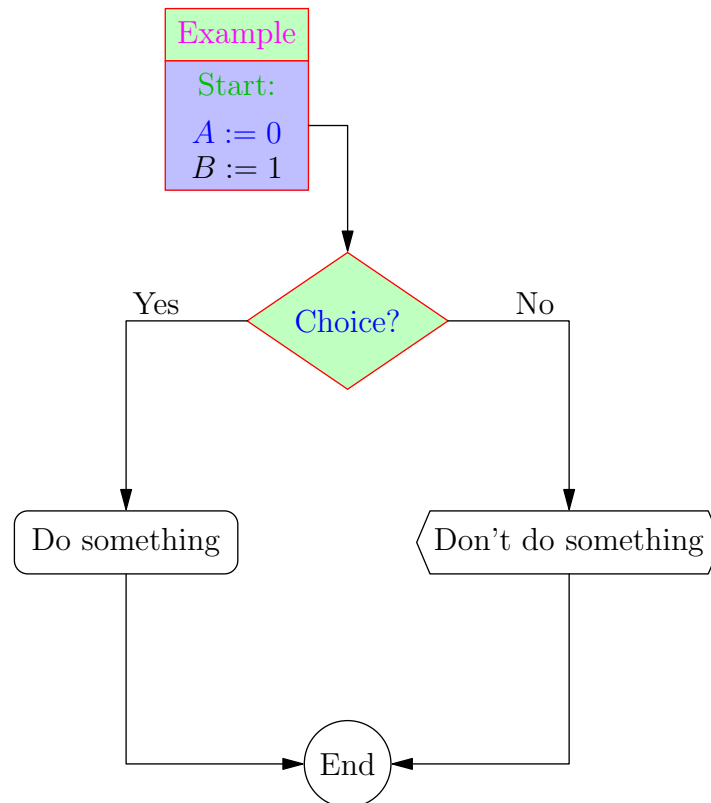 Example
Start:
A := 0
B := 1
Choice?
Yes
No
Do something
Don't do something
End